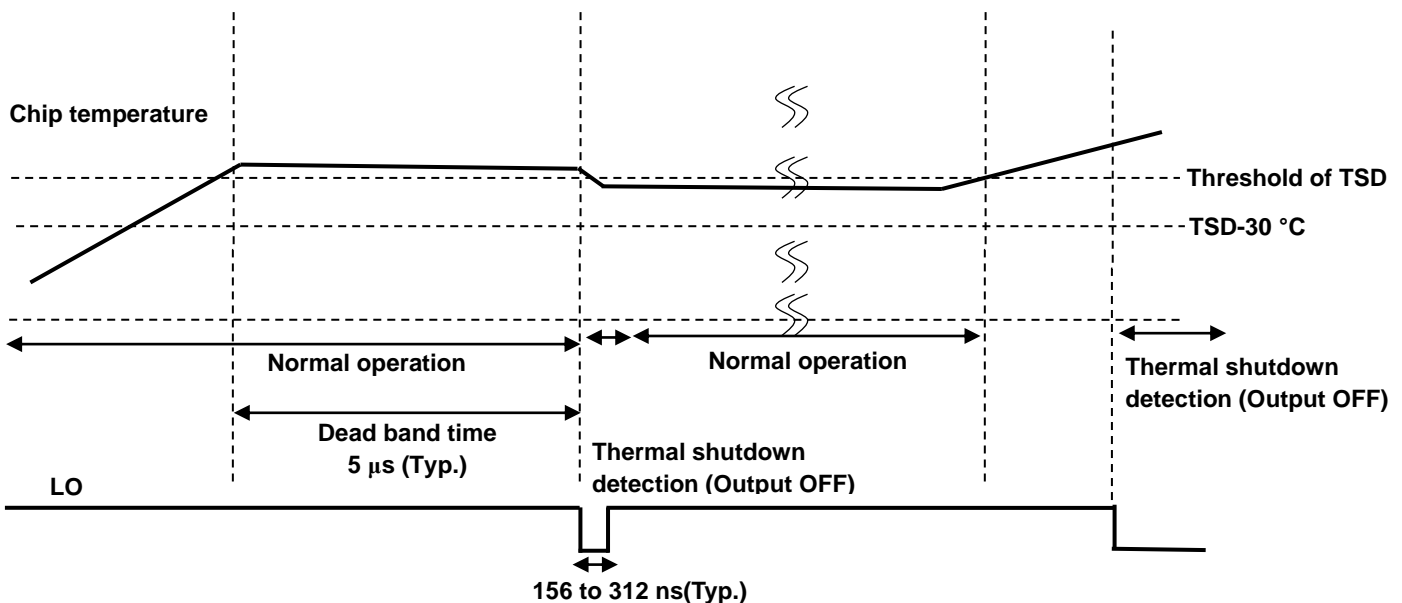 Chip temperature
Threshold of TSD
TSD-30 °C
Normal operation
Normal operation
Thermal shutdown
detection (Output OFF)
Dead band time
5 μs (Typ.)
Thermal shutdown
detection (Output OFF)
LO
156 to 312 ns(Typ.)